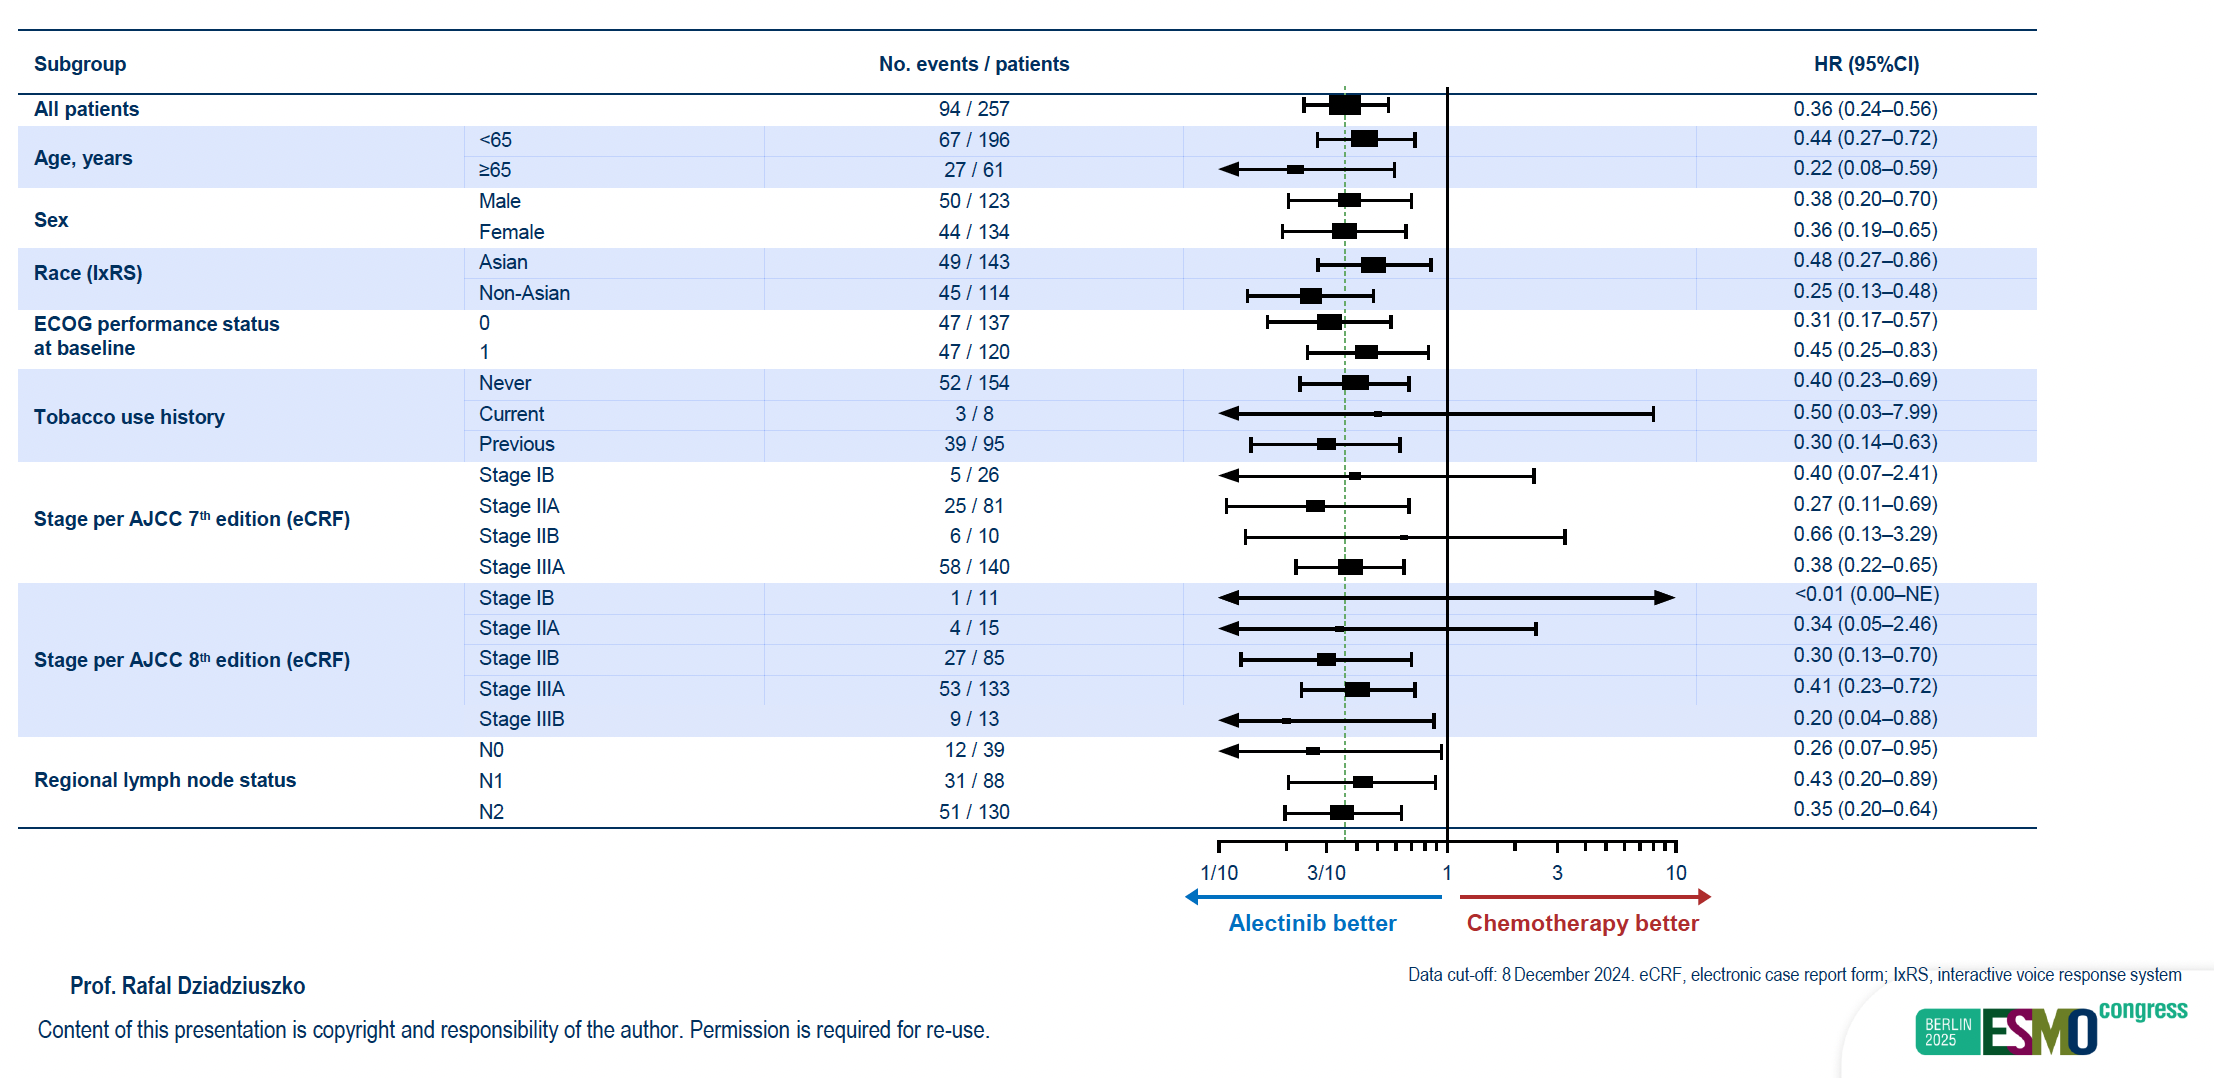 Subgroup No. events / patients HR (95%CI)
All patients 94 / 257 0.36 (0.24–0.56)
Age, years
<65 67 / 196 0.44 (0.27–0.72)
≥65 27 / 61 0.22 (0.08–0.59)
Sex
Male 50 / 123 0.38 (0.20–0.70)
Female 44 / 134 0.36 (0.19–0.65)
Race (IxRS)
Asian 49 / 143 0.48 (0.27–0.86)
Non-Asian 45 / 114 0.25 (0.13–0.48)
ECOG performance status
at baseline
0 47 / 137 0.31 (0.17–0.57)
1 47 / 120 0.45 (0.25–0.83)
Tobacco use history
Never 52 / 154 0.40 (0.23–0.69)
Current 3 / 8 0.50 (0.03–7.99)
Previous 39 / 95 0.30 (0.14–0.63)
Stage per AJCC 7th edition (eCRF)
Stage IB 5 / 26 0.40 (0.07–2.41)
Stage IIA 25 / 81 0.27 (0.11–0.69)
Stage IIB 6 / 10 0.66 (0.13–3.29)
Stage IIIA 58 / 140 0.38 (0.22–0.65)
Stage per AJCC 8th edition (eCRF)
Stage IB 1 / 11 <0.01 (0.00–NE)
Stage IIA 4 / 15 0.34 (0.05–2.46)
Stage IIB 27 / 85 0.30 (0.13–0.70)
Stage IIIA 53 / 133 0.41 (0.23–0.72)
Stage IIIB 9 / 13 0.20 (0.04–0.88)
Regional lymph node status
N0 12 / 39 0.26 (0.07–0.95)
N1 31 / 88 0.43 (0.20–0.89)
N2 51 / 130 0.35 (0.20–0.64)
1/10 3/10 1 3 10
Alectinib better Chemotherapy better
Data cut-off: 8 December 2024. eCRF, electronic case report form; IxRS, interactive voice response system
Prof. Rafal Dziadziuszko
Content of this presentation is copyright and responsibility of the author. Permission is required for re-use.
BERLIN
2025
ESMO congress